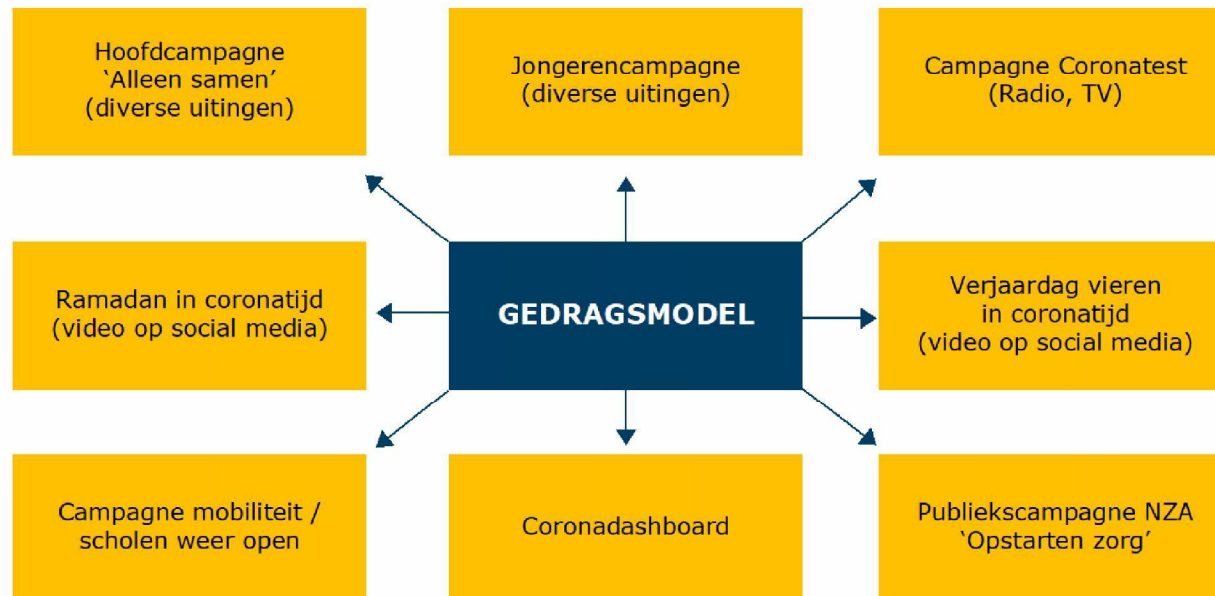 Hoofdcampagne
‘Alleen samen’
(diverse uitingen)
Jongerencampagne
(diverse uitingen)
Campagne Coronatest
(Radio, TV)
Ramadan in coronatijd
(video op social media)
GEDRAGSMODEL
Verjaardag vieren
in coronatijd
(video op social media)
Campagne mobiliteit /
scholen weer open
Coronadashboard
Publiekscampagne NZA
‘Opstarten zorg’